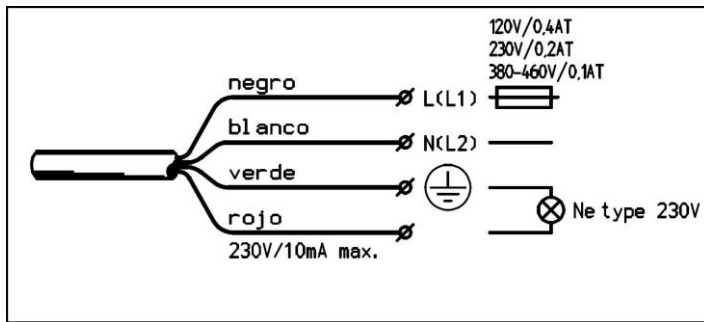 120V/0,4AT
230V/0,2AT
380-460V/0,1AT
negro
L(L1)
blanco
N(L2)
verde
rojo
230V/10mA max.
Ne type 230V